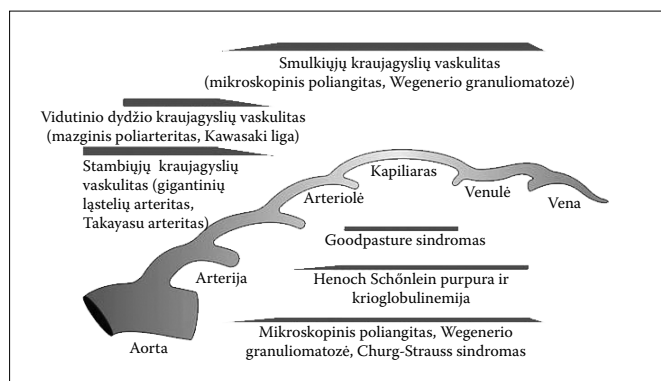 Smulkiųjų kraujagyslių vaskulitas
(mikroskopinis poliangitas, Wegenerio granuliomatozė)
Vidutinio dydžio kraujagyslių vaskulitas
(mazginis poliarteritas, Kawasaki liga)
Stambiųjų kraujagyslių
vaskulitas (gigantinių
ląstelių arteritas,
Takayasu arteritas)
Kapiliaras
Arteriolė
Venulė
Vena
Goodpasture sindromas
Arterija
Henoch Schőnlein purpura ir
krioglobulinemija
Aorta
Mikroskopinis poliangitas, Wegenerio
granuliomatozė, Churg-Strauss sindromas